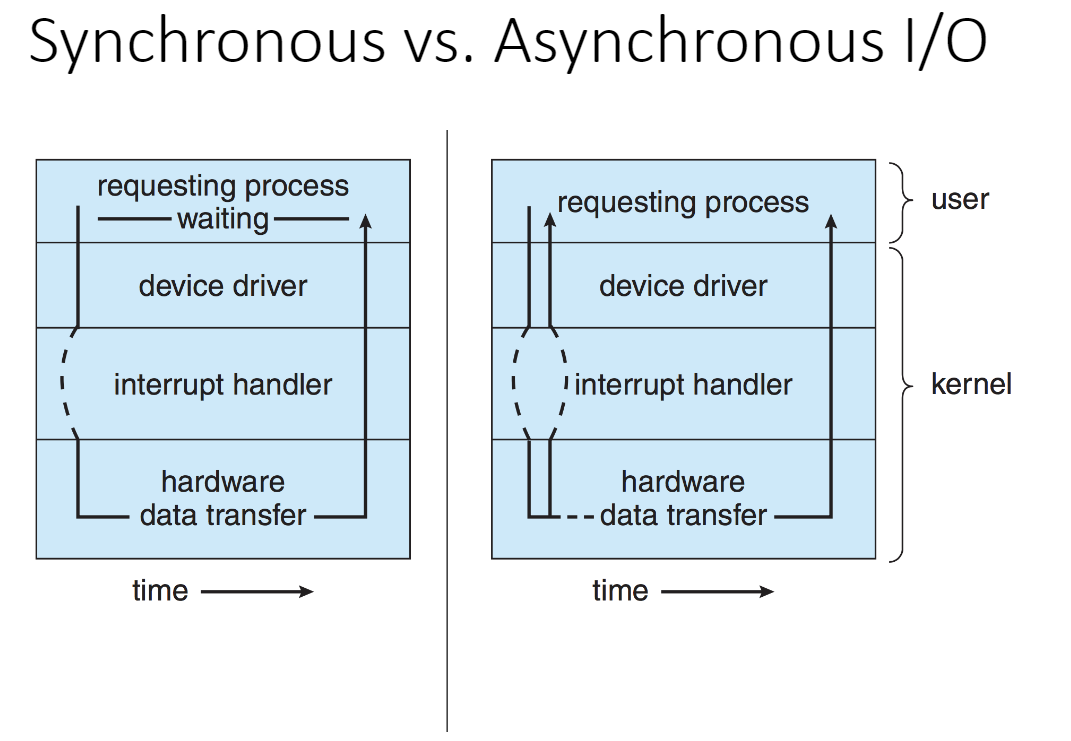 Synchronous vs. Asynchronous I/O
requesting process
waiting
device driver
interrupt handler
hardware
data transfer
time
requesting process
device driver
interrupt handler
hardware
data transfer
time
user
kernel